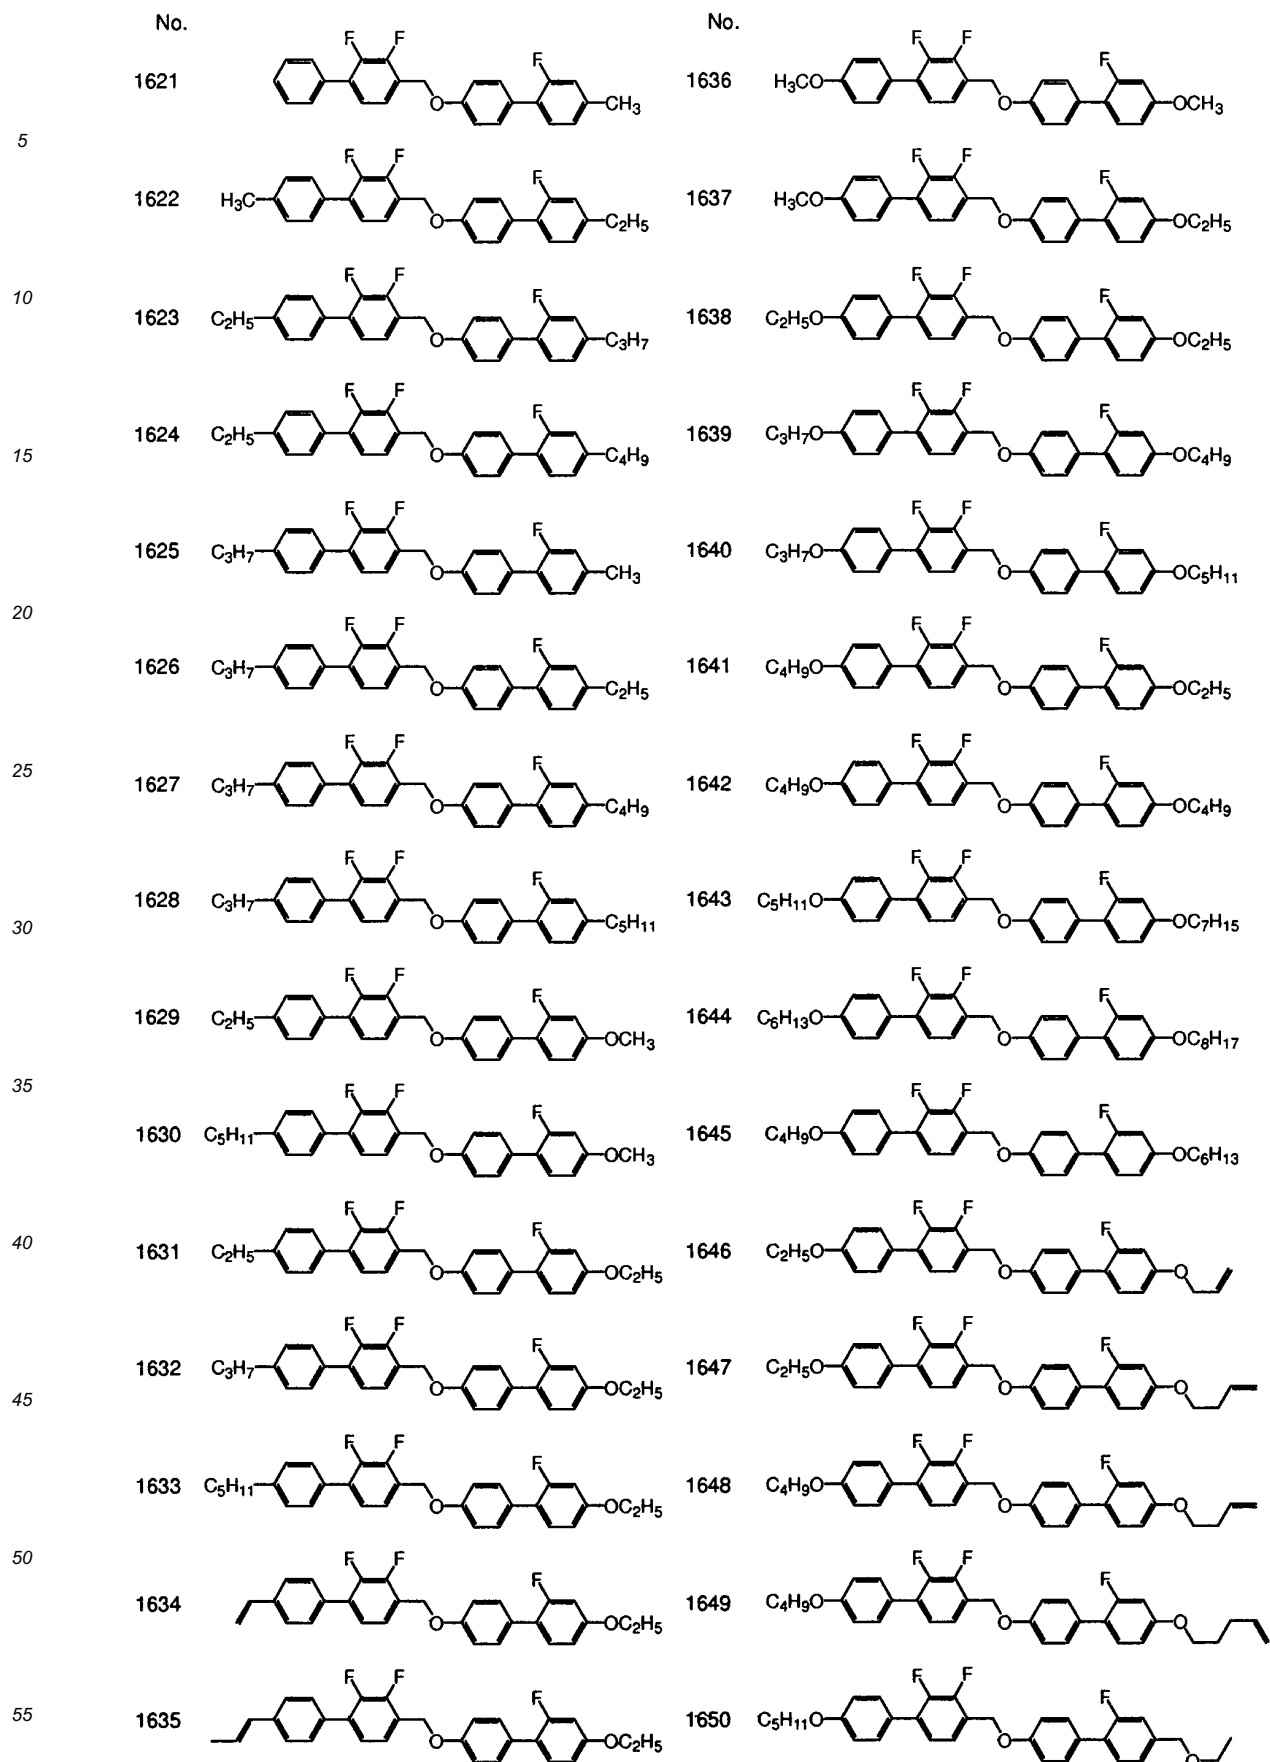 No. No.
F F F F F F
1621 O CH3 1636 H3CO O OCH3
5
F F F F F F
1622 H3C O C2H5 1637 H3CO O OC2H5
F F F F F F
10
1623 C2H5 O C3H7 1638 C2H5O O OC2H5
F F F F F F
1624 C2H5 O C4H9 1639 C3H7O O OC4H9
15
F F F F F F
1625 C3H7 O CH3 1640 C3H7O O OC5H11
20
F F F F F F
1626 C3H7 O C2H5 1641 C4H9O O OC2H5
F F F F F F
25
1627 C3H7 O C4H9 1642 C4H9O O OC4H9
F F F F F F
1628 C3H7 O C5H11 1643 C5H11O O OC7H15
30
F F F F F F
1629 C2H5 O OCH3 1644 C6H13O O OC8H17
35
F F F F F F
1630 C5H11 O OCH3 1645 C4H9O O OC6H13
F F F F F F
40
1631 C2H5 O OC2H5 1646 C2H5O O O
F F F F F F
1632 C3H7 O OC2H5 1647 C2H5O O O
45
F F F F F F
1633 C5H11 O OC2H5 1648 C4H9O O O
50
F F F F F F
1634 O OC2H5 1649 C4H9O O O
F F F F F F
55
1635 O OC2H5 1650 C5H11O O O